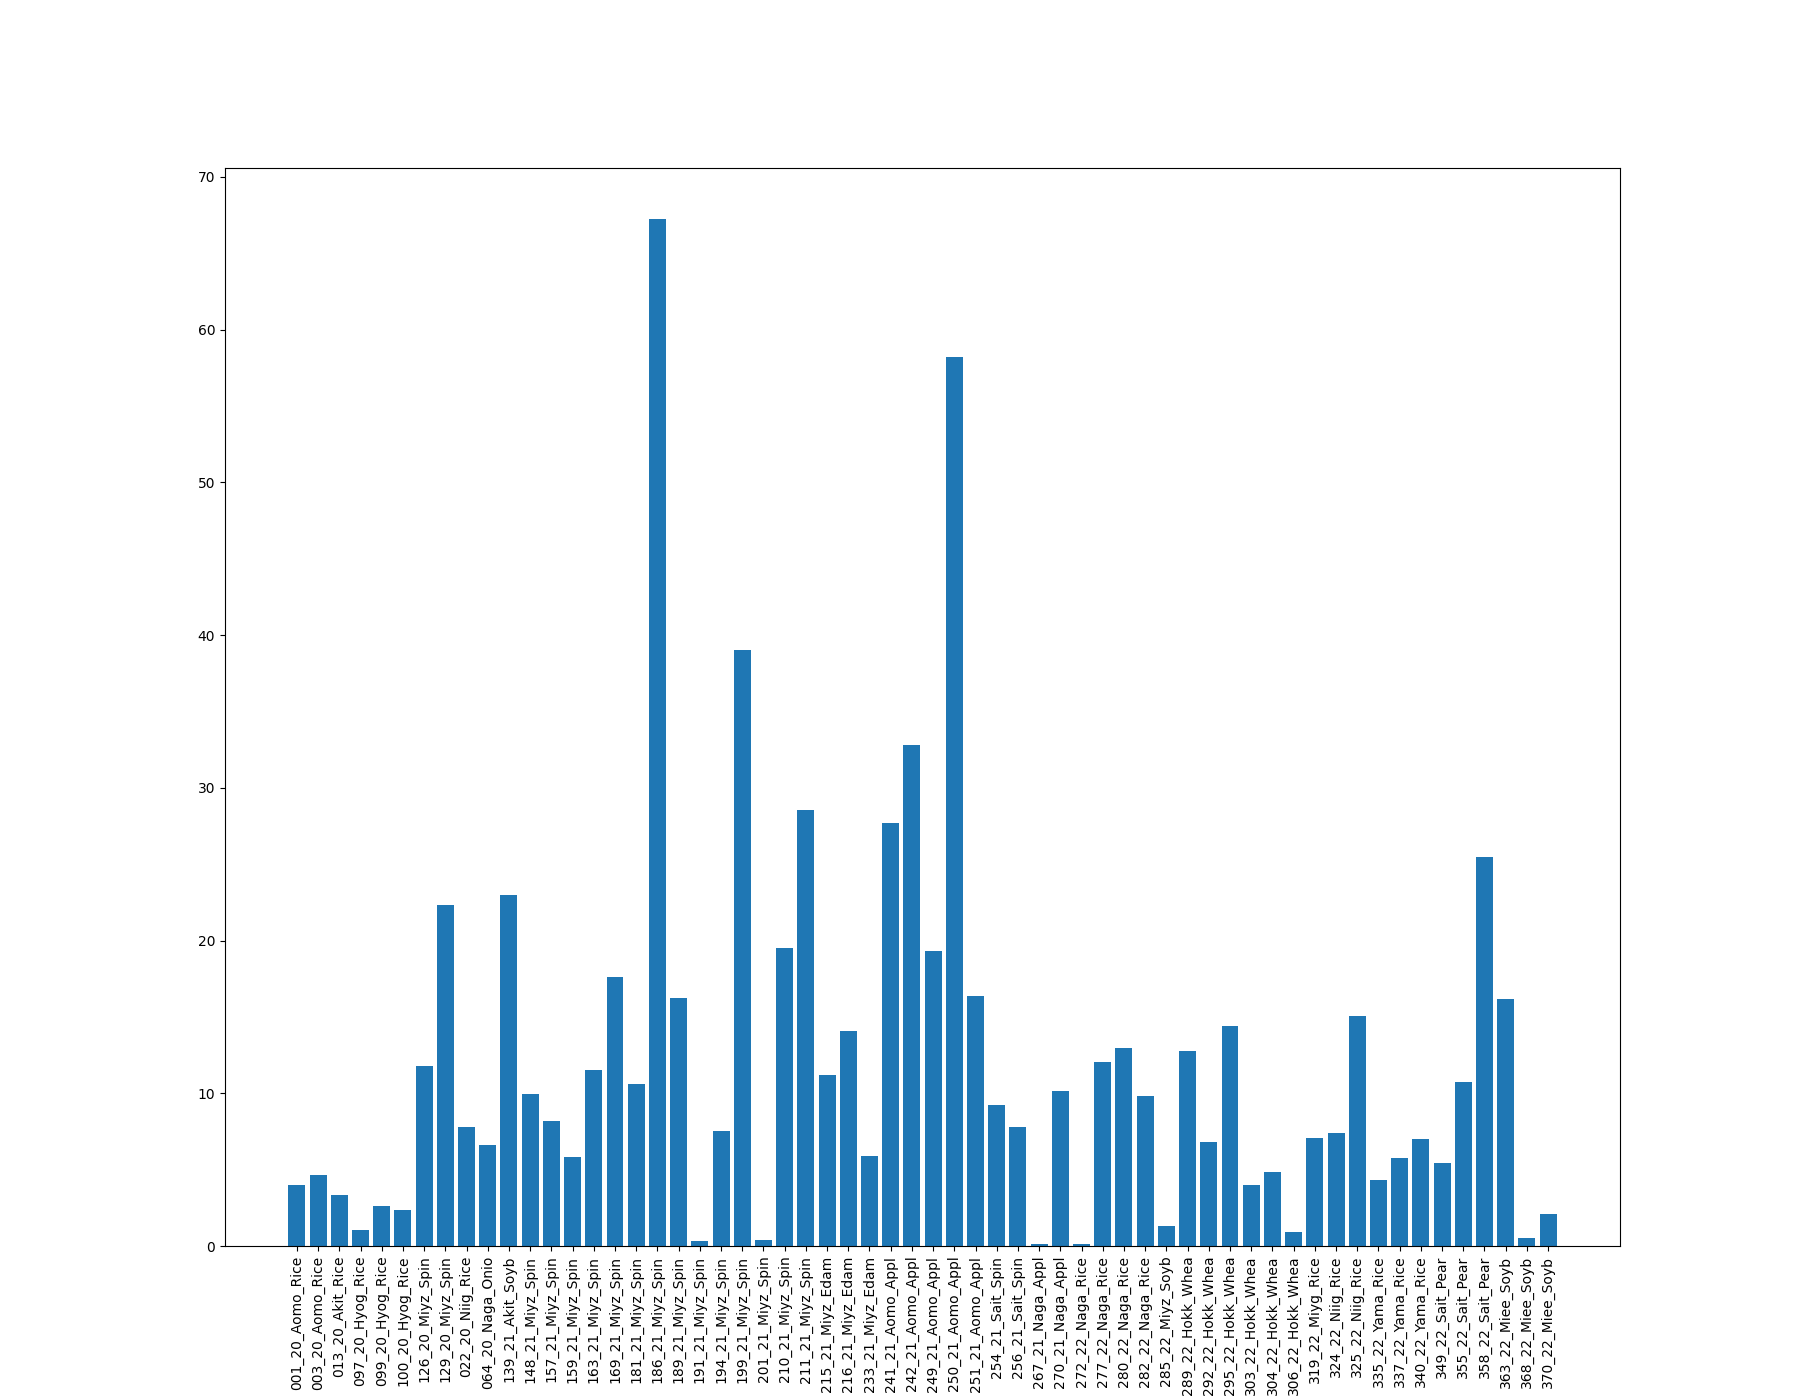 70
60
50
40
30
20
10
0
001_20_Aomo_Rice
003_20_Aomo_Rice
013_20_Akit_Rice
097_20_Hyog_Rice
099_20_Hyog_Rice
100_20_Hyog_Rice
126_20_Miyz_Spin
129_20_Miyz_Spin
022_20_Niig_Rice
064_20_Naga_Onio
139_21_Akit_Soyb
148_21_Miyz_Spin
157_21_Miyz_Spin
159_21_Miyz_Spin
163_21_Miyz_Spin
169_21_Miyz_Spin
181_21_Miyz_Spin
186_21_Miyz_Spin
189_21_Miyz_Spin
191_21_Miyz_Spin
194_21_Miyz_Spin
199_21_Miyz_Spin
201_21_Miyz_Spin
210_21_Miyz_Spin
211_21_Miyz_Spin
215_21_Miyz_Edam
216_21_Miyz_Edam
233_21_Miyz_Edam
241_21_Aomo_Appl
242_21_Aomo_Appl
249_21_Aomo_Appl
250_21_Aomo_Appl
251_21_Aomo_Appl
254_21_Sait_Spin
256_21_Sait_Spin
267_21_Naga_Appl
270_21_Naga_Appl
272_22_Naga_Rice
277_22_Naga_Rice
280_22_Naga_Rice
282_22_Naga_Rice
285_22_Miyz_Soyb
289_22_Hokk_Whea
292_22_Hokk_Whea
295_22_Hokk_Whea
303_22_Hokk_Whea
304_22_Hokk_Whea
306_22_Hokk_Whea
319_22_Miyg_Rice
324_22_Niig_Rice
325_22_Niig_Rice
335_22_Yama_Rice
337_22_Yama_Rice
340_22_Yama_Rice
349_22_Sait_Pear
355_22_Sait_Pear
358_22_Sait_Pear
363_22_Miee_Soyb
368_22_Miee_Soyb
370_22_Miee_Soyb